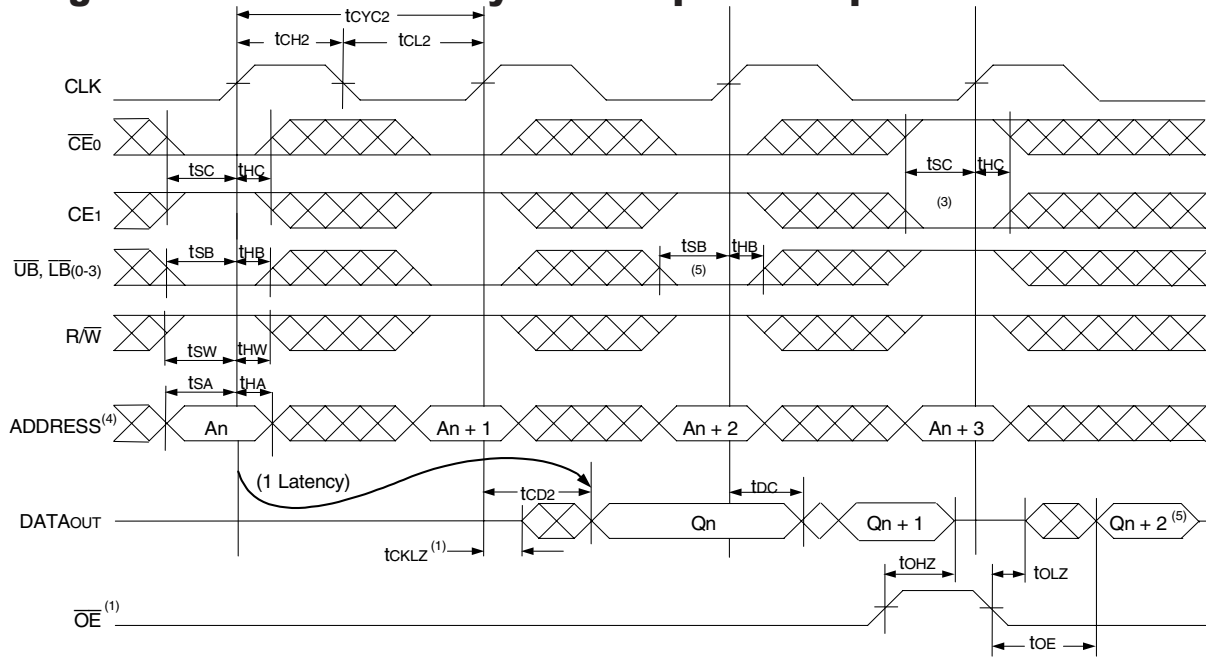 tCYC2
tCH2
tCL2
CLK
CE0
tSC
tHC
tSC
tHC
(3)
CE1
tSB
tHB
tSB
tHB
(5)
UB, LB(0-3)
R/W
tSW
tHW
tSA
tHA
ADDRESS(4)
An
An + 1
An + 2
An + 3
(1 Latency)
tCD2
tDC
DATAOUT
Qn
Qn + 1
Qn + 2 (5)
tCKLZ (1)
tOHZ
tOLZ
OE (1)
tOE